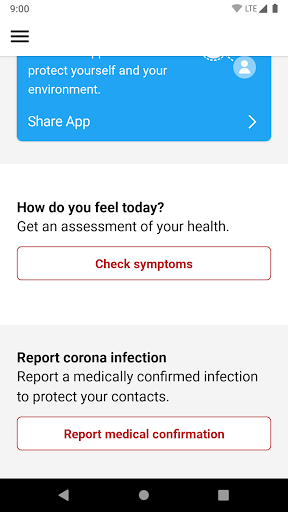 9:00
LTE
protect yourself and your
environment.
Share App
How do you feel today?
Get an assessment of your health.
Check symptoms
Report corona infection
Report a medically confirmed infection
to protect your contacts.
Report medical confirmation